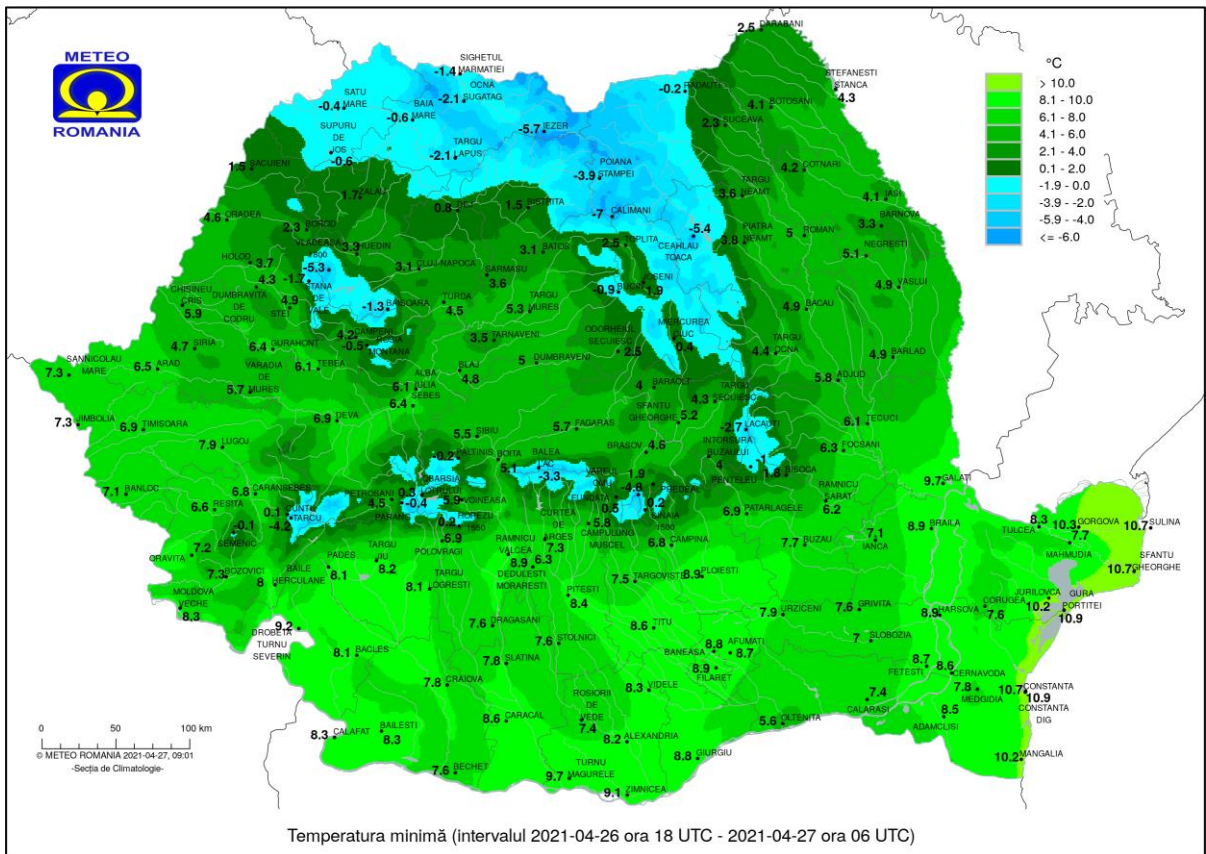 METEO
ROMANIA
°C
> 10.0
8.1 - 10.0
6.1 - 8.0
4.1 - 6.0
2.1 - 4.0
0.1 - 2.0
-1.9 - 0.0
-3.9 - -2.0
-5.9 - -4.0
<= -6.0
2.5 DARABANI
SIGHETUL
-1.4 MARMATIEI
OCNA
-2.1 SUGATAG
SATU
-0.4 MARE
BAIA
-0.6 MARE
-0.2 RADAUTI
STEFANESTI
STANCA
4.3
4.1 BOTOSANI
2.3 SUCEAVA
-5.7 IEZER
SUPURU
DE
JOS
-0.6
TARGU
-2.1 LAPUS
POIANA
-3.9 STAMPEI
4.2 COTNARI
1.5 SACUIENI
1.7 ZALAU
TARGU
3.6 NEAMT
4.1 IASI
0.8 DEJ
1.5 BISTRITA
-7 CALIMANI
4.6 ORADEA
2.3 BOROD
BARNOVA
3.3
-5.4
CEAHLAU
TOACA
PIATRA
3.8 NEAMT
5 ROMAN
VLADEASA
1800
-5.3
3.3 HUEDIN
3.1 BATOS
2.5 TOPLITA
NEGRESTI
5.1
HOLOD
3.7
3.1 CLUJ-NAPOCA
SARMASU
3.6
-1.7
STANA
DE
VALE
JOSENI
1.9
-0.9 BUCIN
4.9 VASLUI
CHISINEU
CRIS
5.9
4.3
DUMBRAVITA
DE
CODRU
4.9
STEI
-1.3 BAISOARA
TURDA
4.5
TARGU
5.3 MURES
4.9 BACAU
MIERCUREA
CIUC
0.4
4.2 CAMPENI
-0.5 ROSIA
MONTANA
3.5 TARNAVENI
ODORHEIUL
SECUIESC
2.5
TARGU
4.4 OCNA
4.7 SIRIA
6.4 GURAHONT
4.9 BARLAD
SANNICOLAU
7.3 MARE
6.5 ARAD
6.1 TEBEA
5 DUMBRAVENI
VARADIA
DE
5.7 MURES
ALBA
6.1 IULIA
SEBES
6.4
BLAJ
4.8
4 BARAOLT
TARGU
4.3 SECUIESC
5.8 ADJUD
SFANTU
GHEORGHE
5.2
7.3 JIMBOLIA
6.9 TIMISOARA
6.9 DEVA
5.5 SIBIU
5.7 FAGARAS
-2.7 LACAUTI
6.1 TECUCI
7.9 LUGOJ
BRASOV 4.6
INTORSURA
BUZAULUI
4
6.3 FOCSANI
-0.2 PALTINIS
BOITA
5.1
BALEA
LAC
-3.3
VARFUL
OMU
-4.8
1.9
PREDEAL
-1
PENTELEU
1.8 BISOGA
7.1 BANLOC
6.8 CARANSEBES
PETROSANI
4.5
0.3
OBARSIA
LOTRULUI
-0.4
PARANG
5.9 VOINEASA
FUNDATA
0.5
0.2
SINAIA
1500
RAMNICU
SARAT
6.2
9.7 GALATI
6.6 RESITA
0.1
CUNTU
-4.2 TARCU
0.2
HOREZU
1550
CURTEA
DE
ARGES
7.3
5.8
CAMPULUNG
MUSCEL
6.9 PATARLAGELE
-0.1
SEMENIC
6.9
POLOVRAGI
RAMNICU
VALCEA
8.9
6.3
DEDULESTI
MORARESTI
6.8 CAMPINA
7.7 BUZAU
7.1
IANCA
8.9 BRAILA
8.3
TULCEA
10.3 GORGOVA
7.7
MAHMUDIA
10.7 SULINA
SFANTU
10.7 GHEORGHE
ORAVITA
7.2
PADES
8.1
TARGU
JIU
8.2
7.3 BOZOVICI
BAILE
8 HERCULANE
TARGU
8.1 LOGRESTI
7.5 TARGOVISTE
8.9 PLOIESTI
MOLDOVA
VECHE
8.3
PITESTI
8.4
7.9 URZICENI
7.6 GRIVITA
8.9 HARSOVA
CORUGEA
7.6
JURILOVCA
10.2
GURA
PORTITEI
10.9
9.2
DROBETA
TURNU
SEVERIN
7.6
DRAGASANI
7.6 STOLNICI
8.6 TITU
7 SLOBOZIA
8.1 BACLES
7.8 SLATINA
BANEASA 8.8
AFUMATI
8.7
8.9
FILARET
8.7
FETESTI
8.6
CERNAVODA
7.8
MEDGIDIA
10.7 CONSTANTA
10.9
CONSTANTA
DIG
7.8 CRAIOVA
8.3 VIDELE
7.4
CALARASI
8.5
ADAMCLISI
8.6 CARACAL
ROSIORII
DE
VEDE
7.4
5.6 OLTENITA
8.3 CALAFAT
BAILESTI
8.3
8.2 ALEXANDRIA
8.8 GIURGIU
10.2 MANGALIA
7.6 BECHET
TURNU
9.7 MAGURELE
9.1 ZIMNICEA
0 50 100 km
© METEO ROMANIA 2021-04-27, 09:01
-Secția de Climatologie-
Temperatura minimă (intervalul 2021-04-26 ora 18 UTC - 2021-04-27 ora 06 UTC)